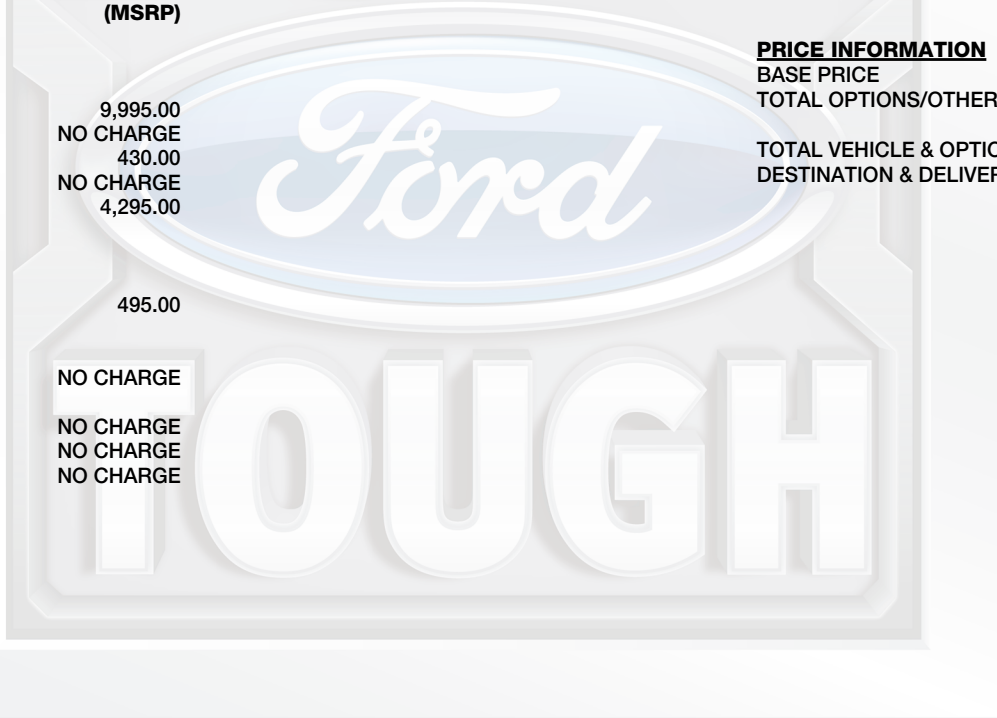 (MSRP)
9,995.00
NO CHARGE
430.00
NO CHARGE
4,295.00
495.00
NO CHARGE
NO CHARGE
NO CHARGE
NO CHARGE
PRICE INFORMATION
BASE PRICE
TOTAL OPTIONS/OTHER
TOTAL VEHICLE & OPTIO
DESTINATION & DELIVER
Ford
TOUGH